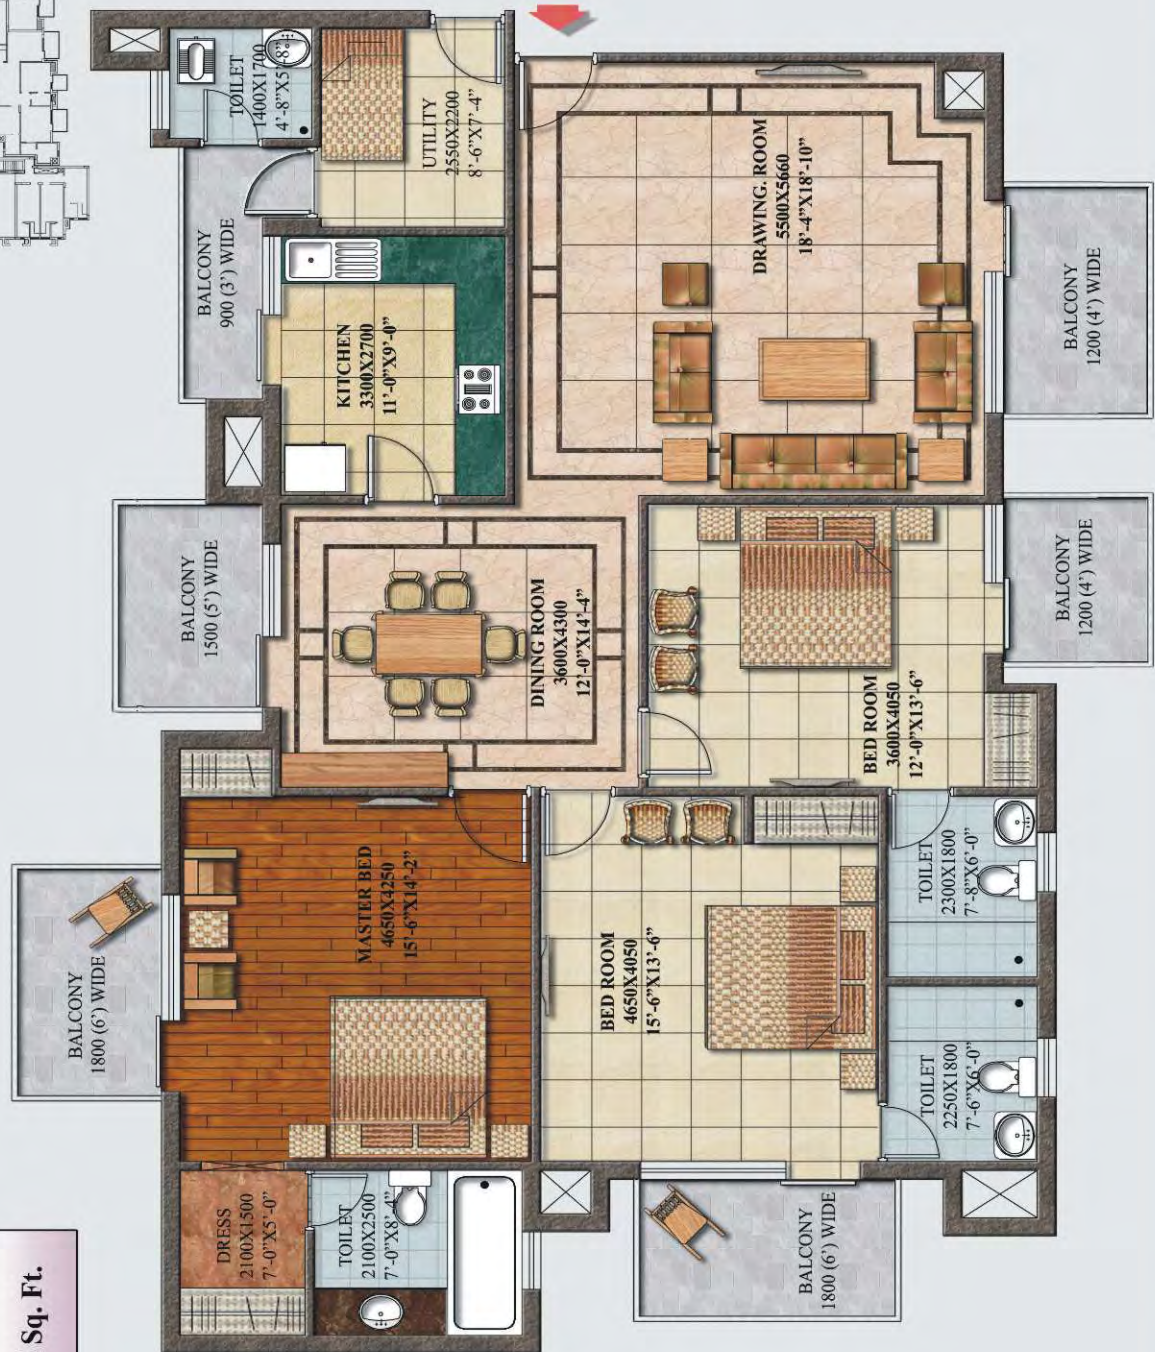 TOILET
1400X1700
4'-8"X5'-8"
UTILITY
2550X2200
8'-6"X7'-4"
BALCONY
900 (3') WIDE
KITCHEN
3300X2700
11'-0"X9'-0"
DRAWING. ROOM
5500X5660
18'-4"X18'-10"
BALCONY
1200 (4') WIDE
BALCONY
1500 (5') WIDE
DINING ROOM
3600X4300
12'-0"X14'-4"
BED ROOM
3600X4050
12'-0"X13'-6"
BALCONY
1200 (4') WIDE
BALCONY
1800 (6') WIDE
MASTER BED
4650X4250
15'-6"X14'-2"
BED ROOM
4650X4050
15'-6"X13'-6"
TOILET
2300X1800
7'-8"X6'-0"
TOILET
2250X1800
7'-6"X6'-0"
DRESS
2100X1500
7'-0"X5'-0"
TOILET
2100X2500
7'-0"X8'-4"
BALCONY
1800 (6') WIDE
Sq. Ft.